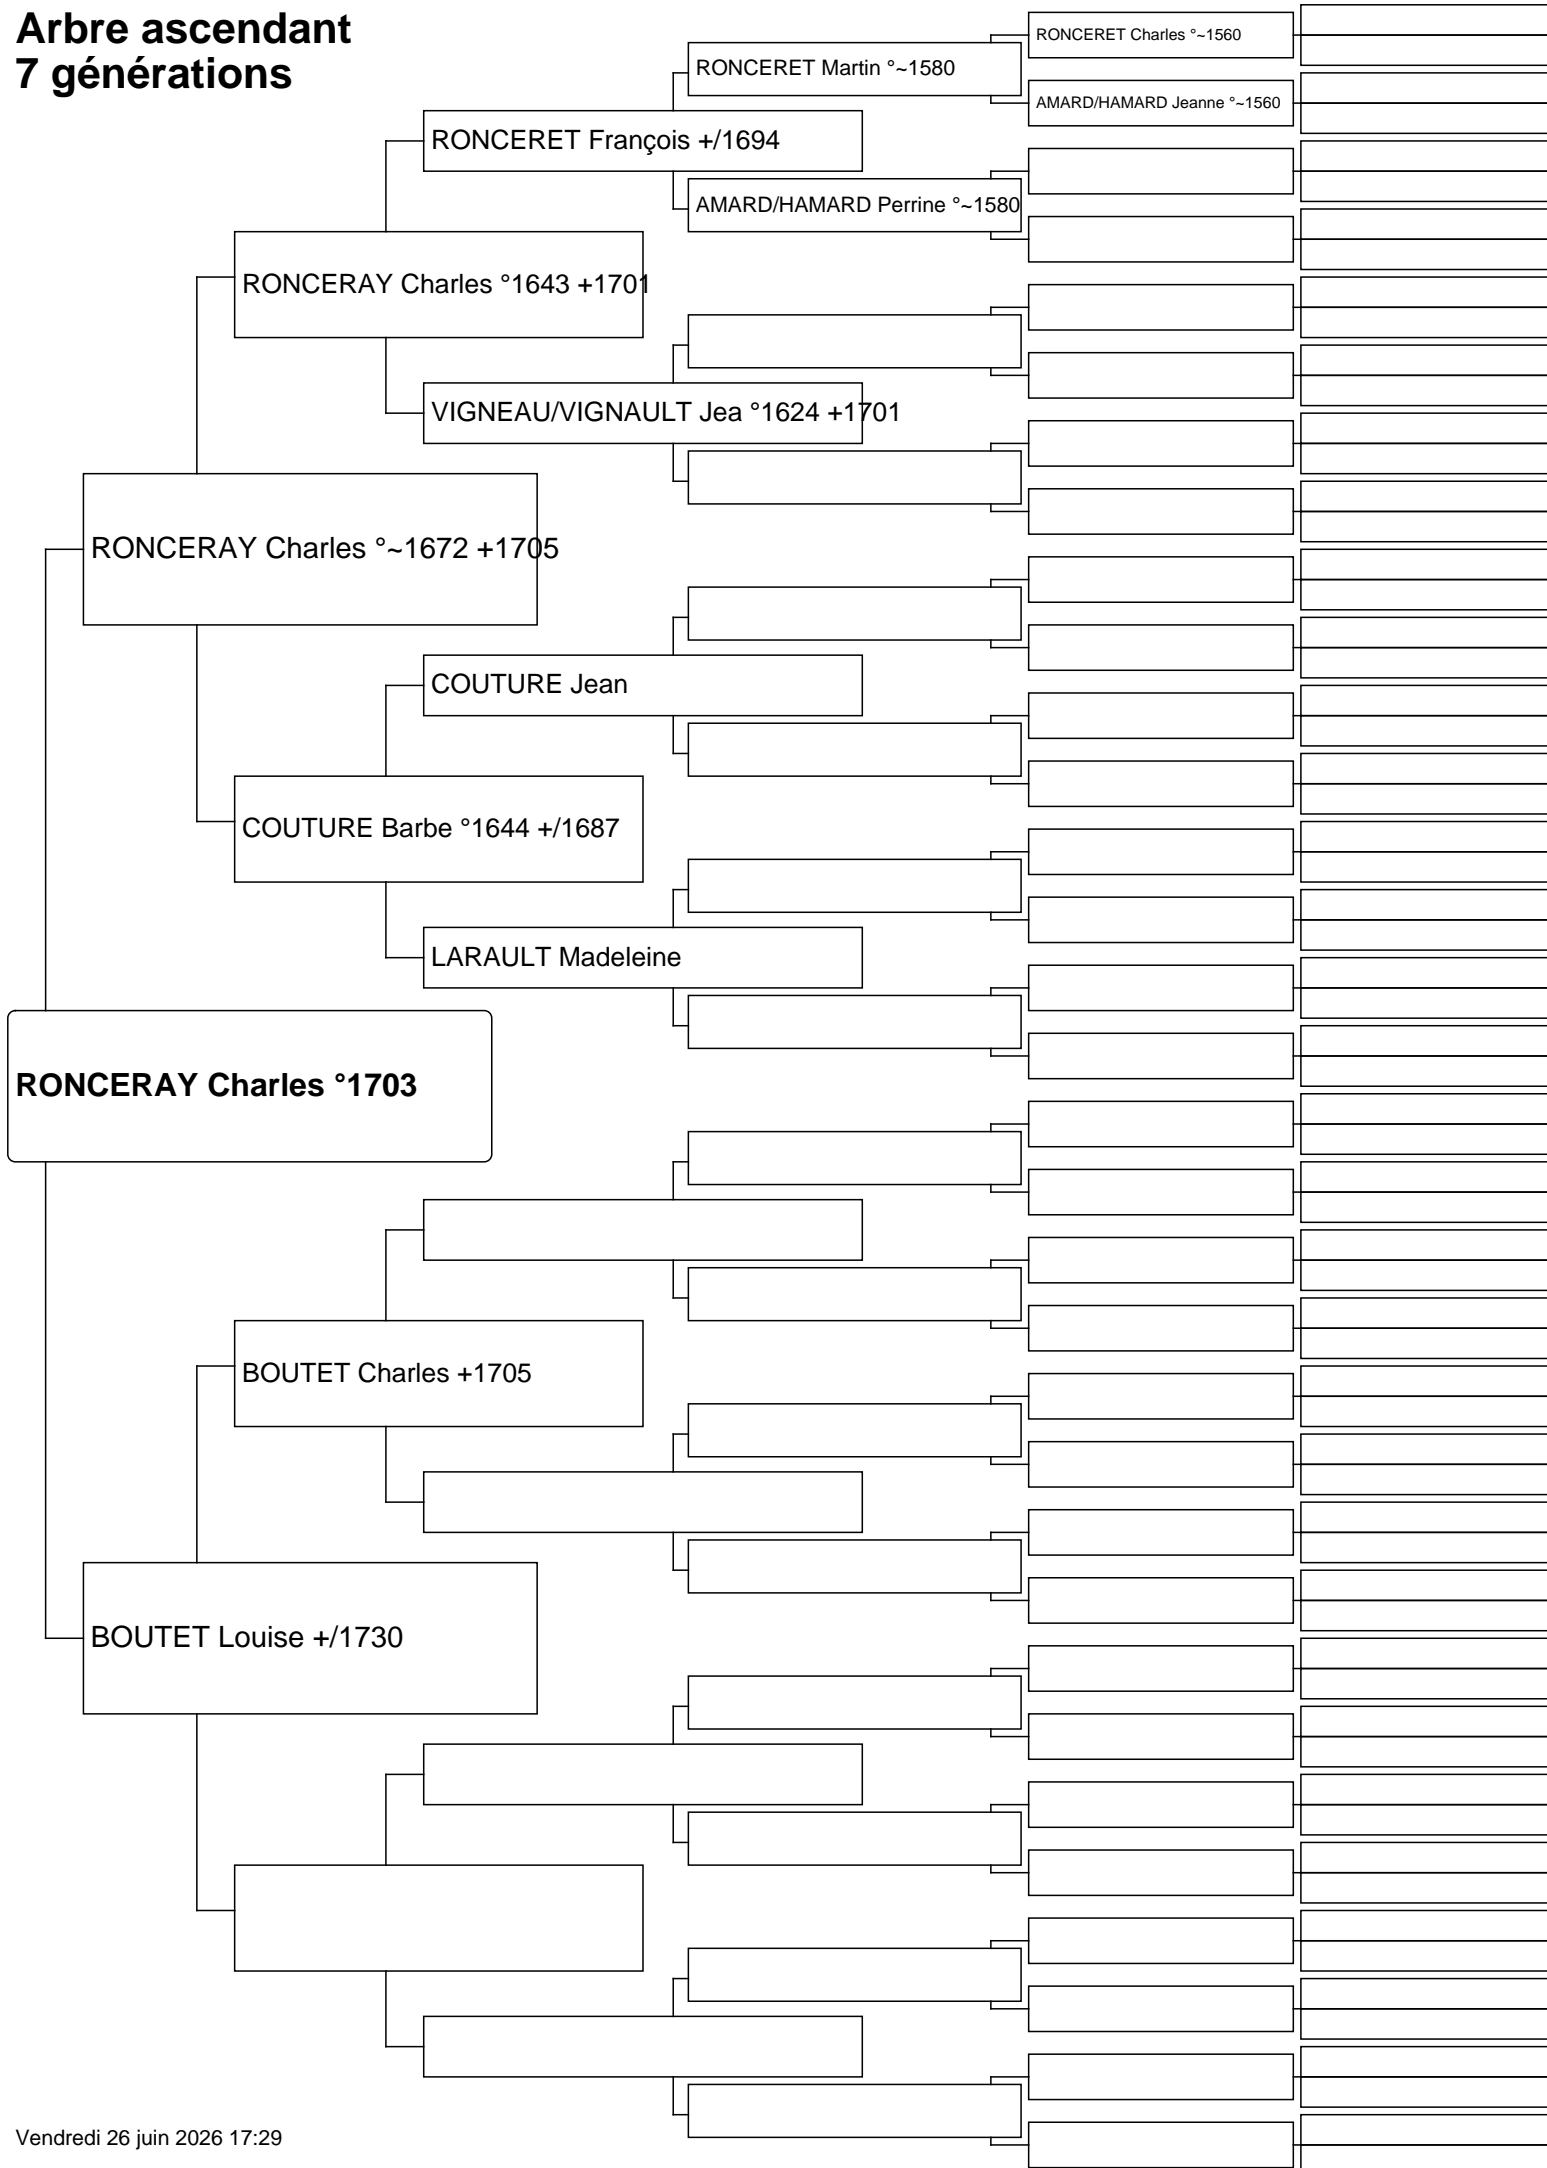 Arbre ascendant
7 générations
RONCERET Charles °~1560
RONCERET Martin °~1580
AMARD/HAMARD Jeanne °~1560
RONCERET François +/1694
AMARD/HAMARD Perrine °~1580
RONCERAY Charles °1643 +1701
VIGNEAU/VIGNAULT Jea °1624 +1701
RONCERAY Charles °~1672 +1705
COUTURE Jean
COUTURE Barbe °1644 +/1687
LARAULT Madeleine
RONCERAY Charles °1703
BOUTET Charles +1705
BOUTET Louise +/1730
Vendredi 26 juin 2026 17:29